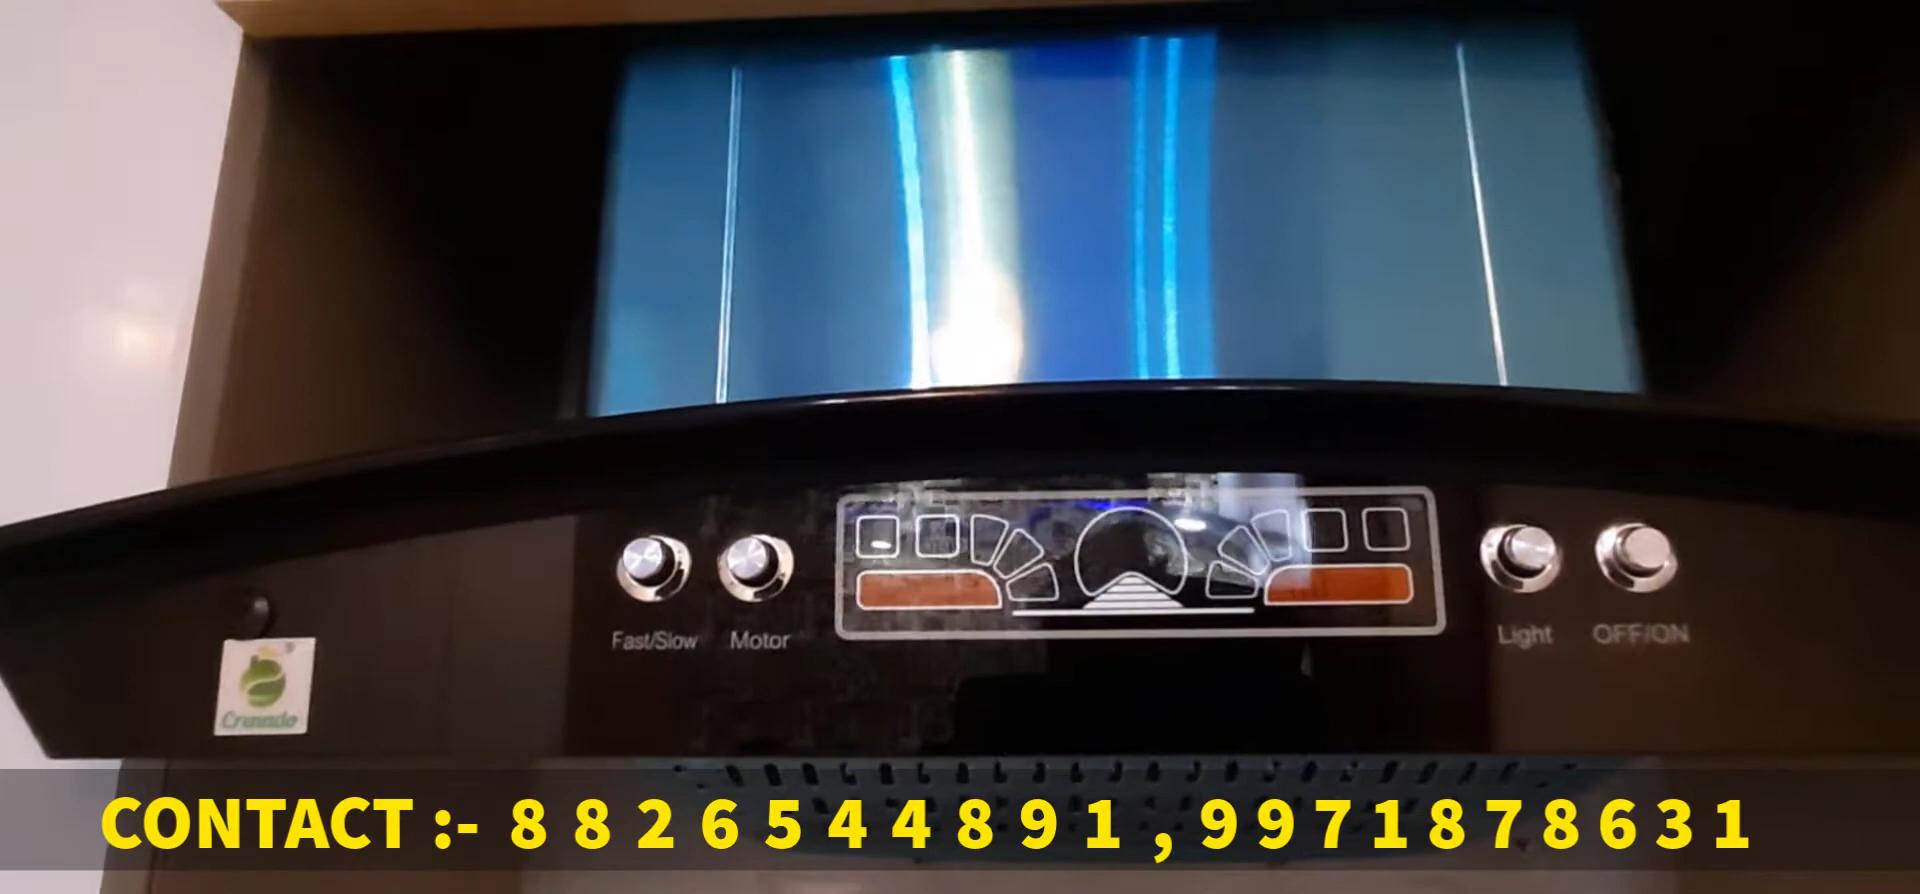 Fast/Slow Motor Light OFF/ON
Creando
CONTACT :- 8 8 2 6 5 4 4 8 9 1 , 9 9 7 1 8 7 8 6 3 1